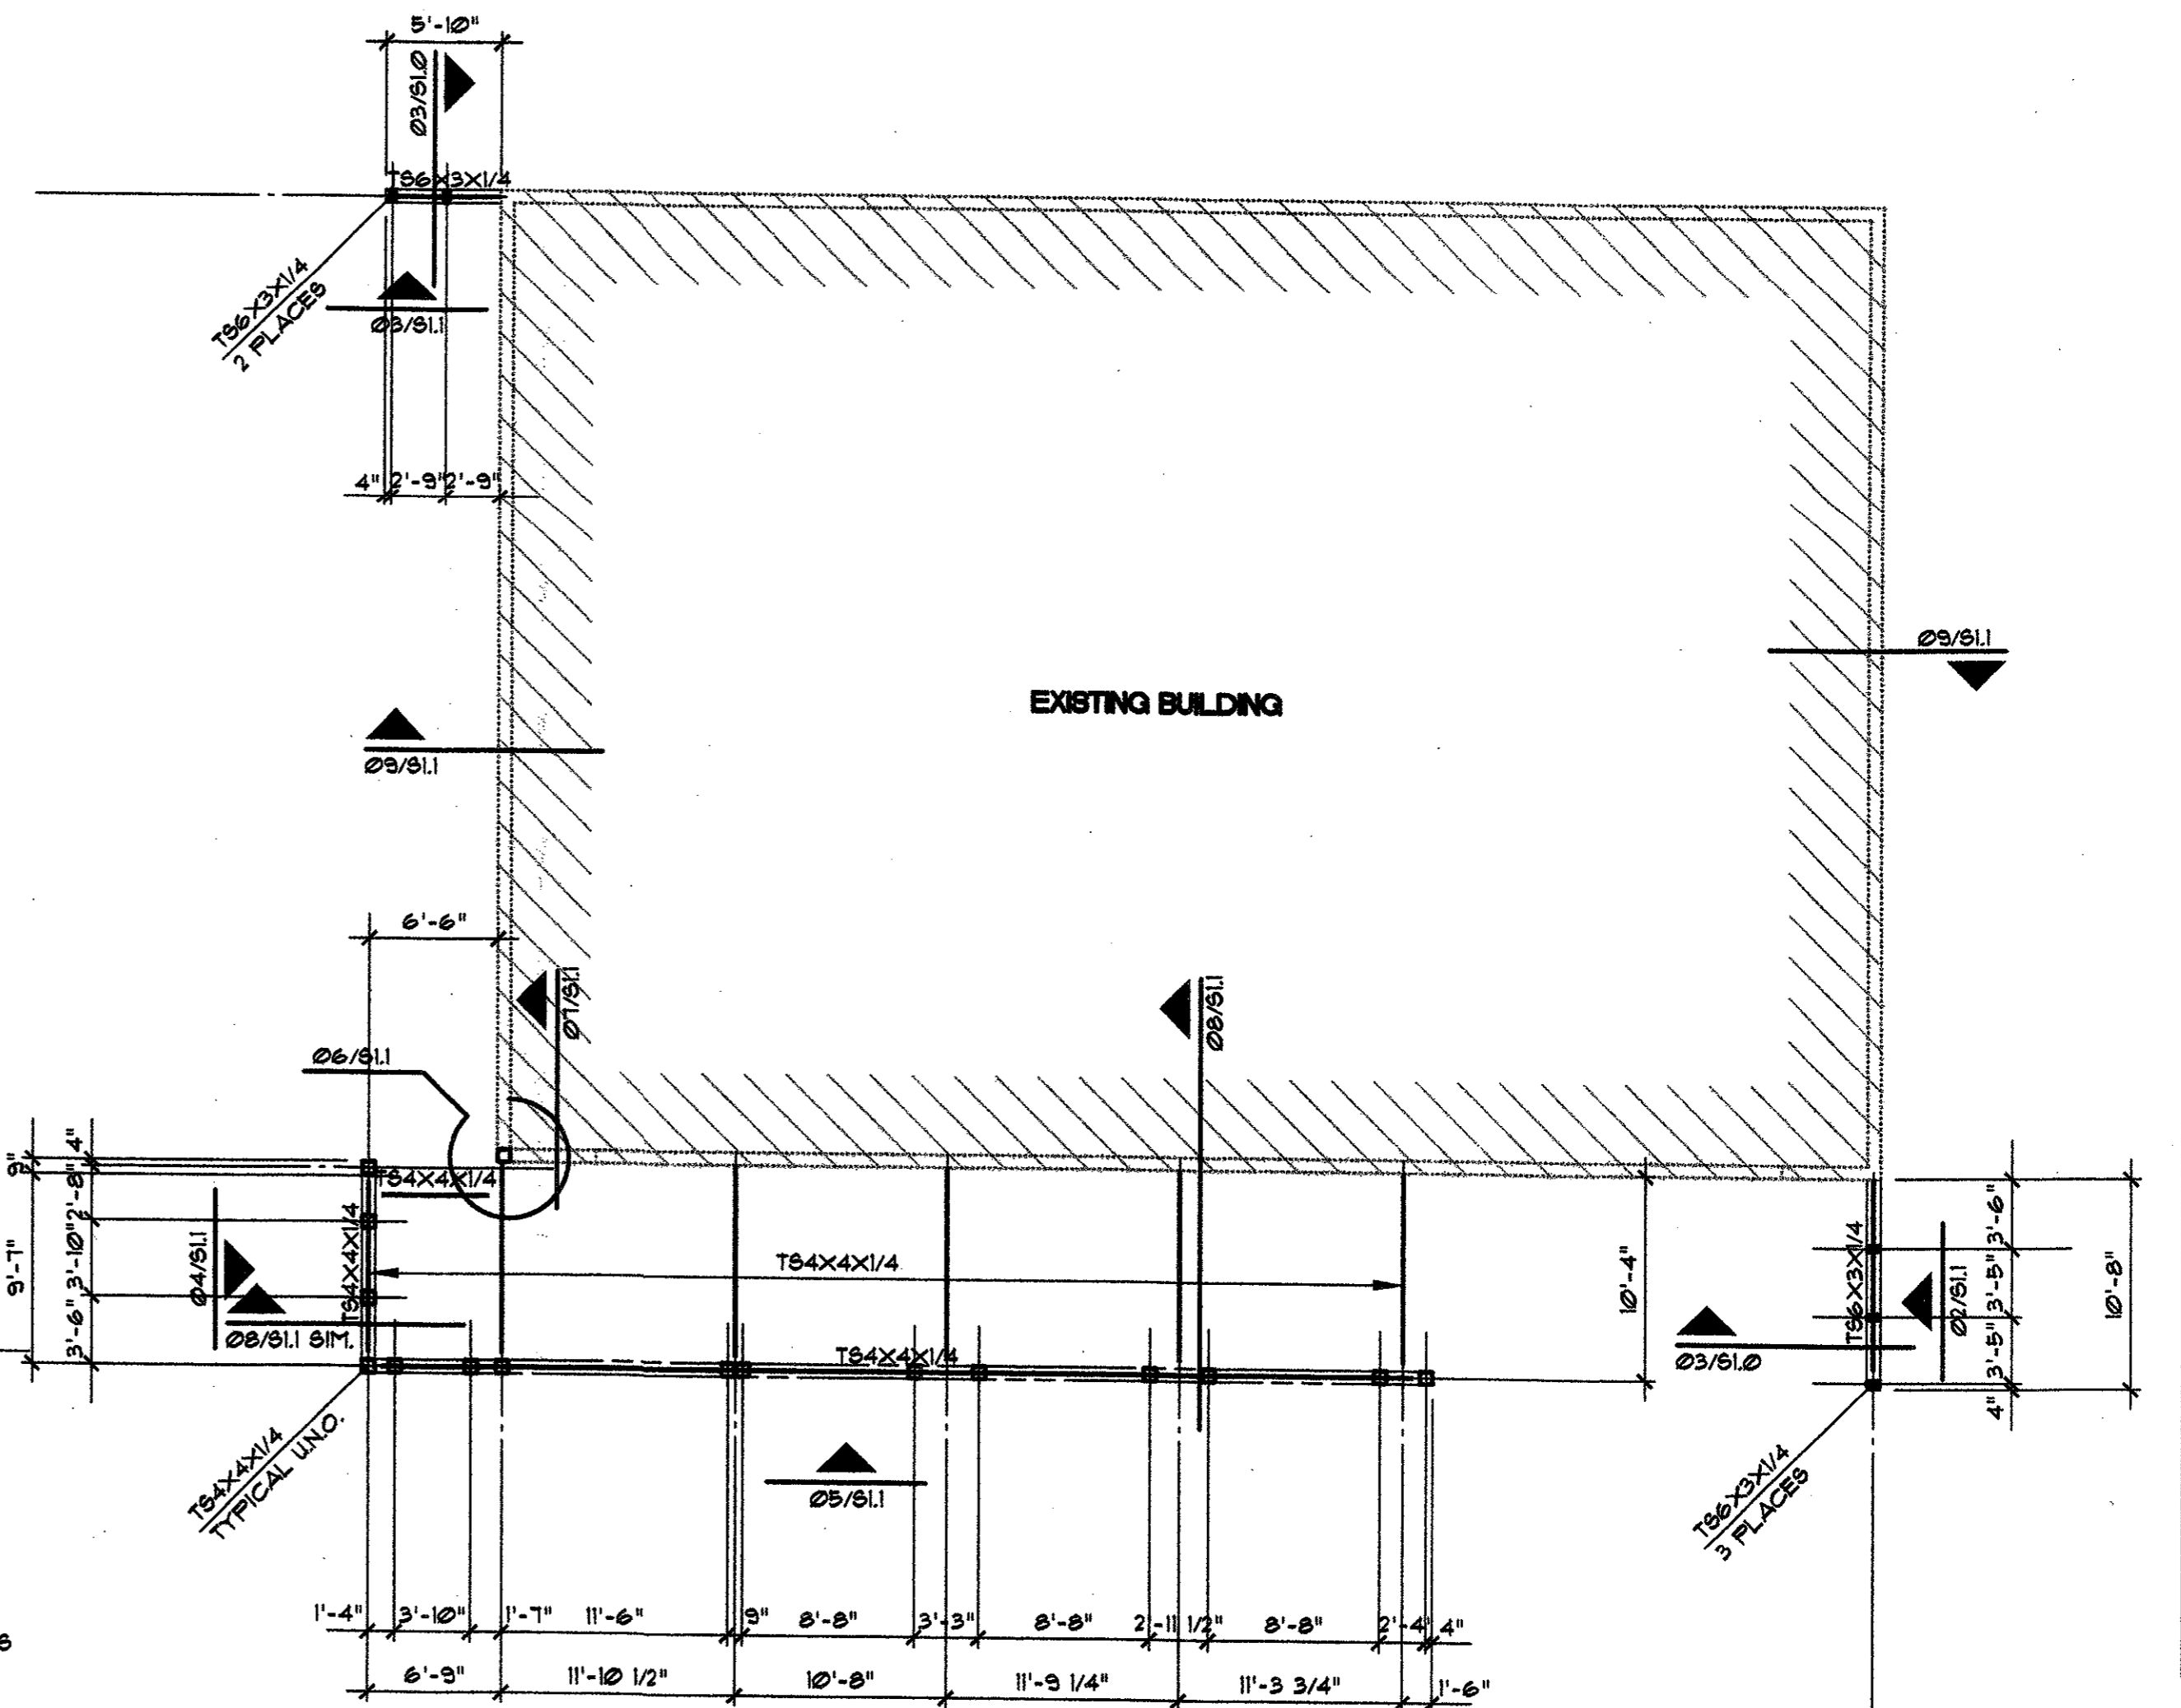 5'-10"
03/S1.0
TS6X3X1/4
TS6X3X1/4
2 PLACES
03/S1.1
4" 2'-9" 2'-9"
09/S1.1
EXISTING BUILDING
09/S1.1
6'-6"
07/S1.1
08/S1.1
06/S1.1
9"
4"
2'-8"
3'-10"
3'-6"
9'-7"
TS4X4X1/4
TS4X4X1/4
04/S1.1
08/S1.1 SIM.
TS4X4X1/4
TS4X4X1/4
10'-4"
03/S1.0
TS6X3X1/4
02/S1.1
3'-6"
3'-5"
3'-5"
4"
10'-8"
TS4X4X1/4
TYPICAL U.N.O.
05/S1.1
TS6X3X1/4
3 PLACES
1'-4" 3'-10" 1'-7" 11'-6" 9" 8'-8" 3'-3" 8'-8" 2'-11 1/2" 8'-8" 2'-4 4"
S
6'-9" 11'-10 1/2" 10'-8" 11'-9 1/4" 11'-3 3/4" 1'-6"